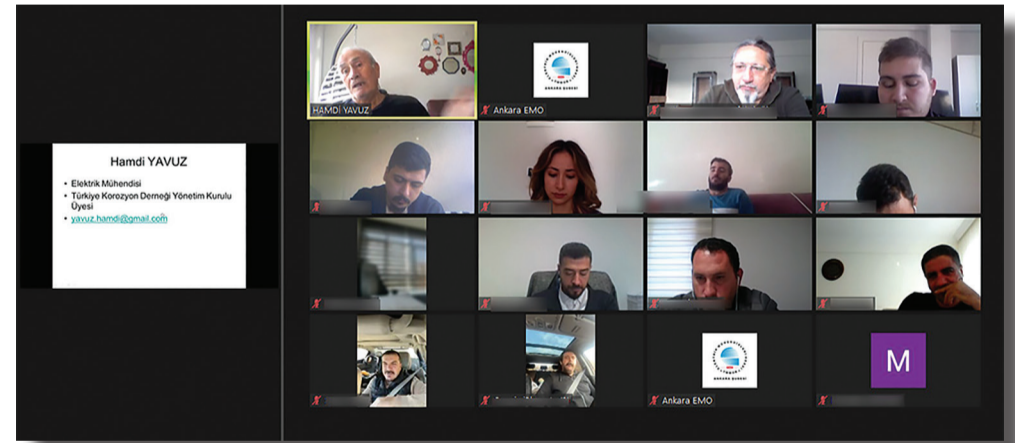 Hamdi YAVUZ
• Elektrik Mühendisi
• Türkiye Korozyon Derneği Yönetim Kurulu
Üyesi
• yavuz.hamdi@gmail.com
HAMDİ YAVUZ
ANKARA ŞUBESİ
Ankara EMO
ANKARA ŞUBESİ
Ankara EMO
M